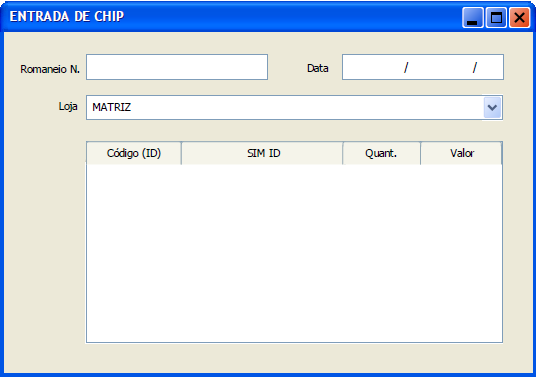 ENTRADA DE CHIP
Romaneio N. Data / /
Loja MATRIZ
Código (ID) SIM ID Quant. Valor